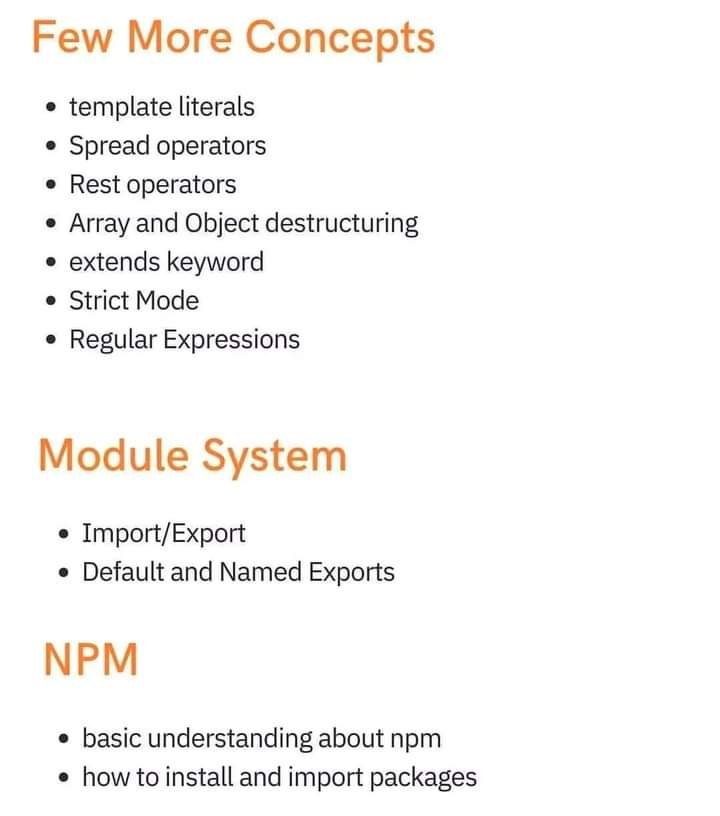 Few More Concepts
• template literals
• Spread operators
• Rest operators
• Array and Object destructuring
• extends keyword
• Strict Mode
• Regular Expressions
Module System
• Import/Export
• Default and Named Exports
NPM
• basic understanding about npm
• how to install and import packages